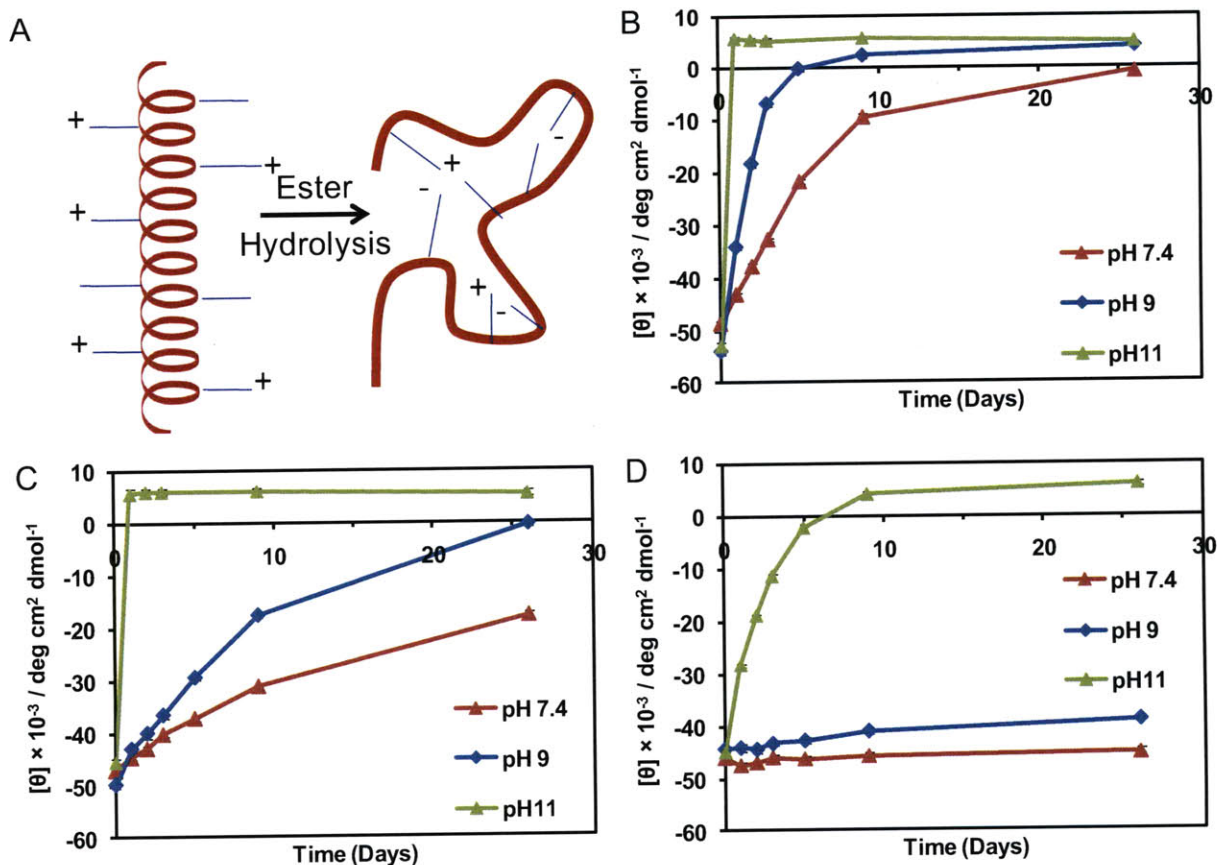 A
+
+
+
+
+
Ester
Hydrolysis
+
-
-
+
-
B
[θ] × 10⁻³ / deg cm² dmol⁻¹
10
0
-10
-20
-30
-40
-50
-60
0
10
20
30
pH 7.4
pH 9
pH11
Time (Days)
C
[θ] × 10⁻³ / deg cm² dmol⁻¹
10
0
-10
-20
-30
-40
-50
-60
0
10
20
30
pH 7.4
pH 9
pH11
Time (Days)
D
[θ] × 10⁻³ / deg cm² dmol⁻¹
10
0
-10
-20
-30
-40
-50
-60
0
10
20
30
pH 7.4
pH 9
pH11
Time (Days)